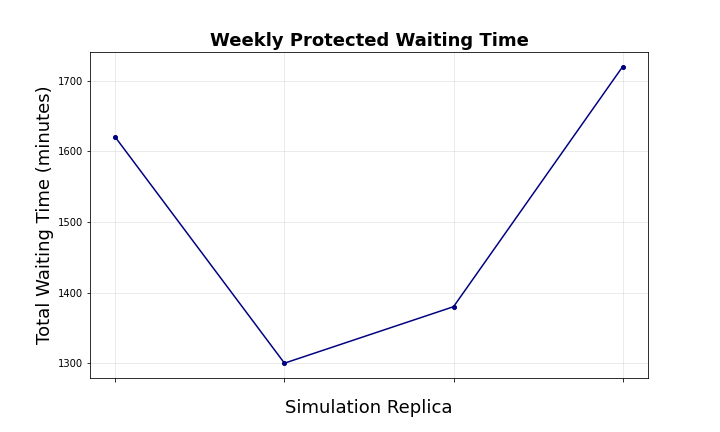 Weekly Protected Waiting Time
Total Waiting Time (minutes)
1700
1600
1500
1400
1300
Simulation Replica